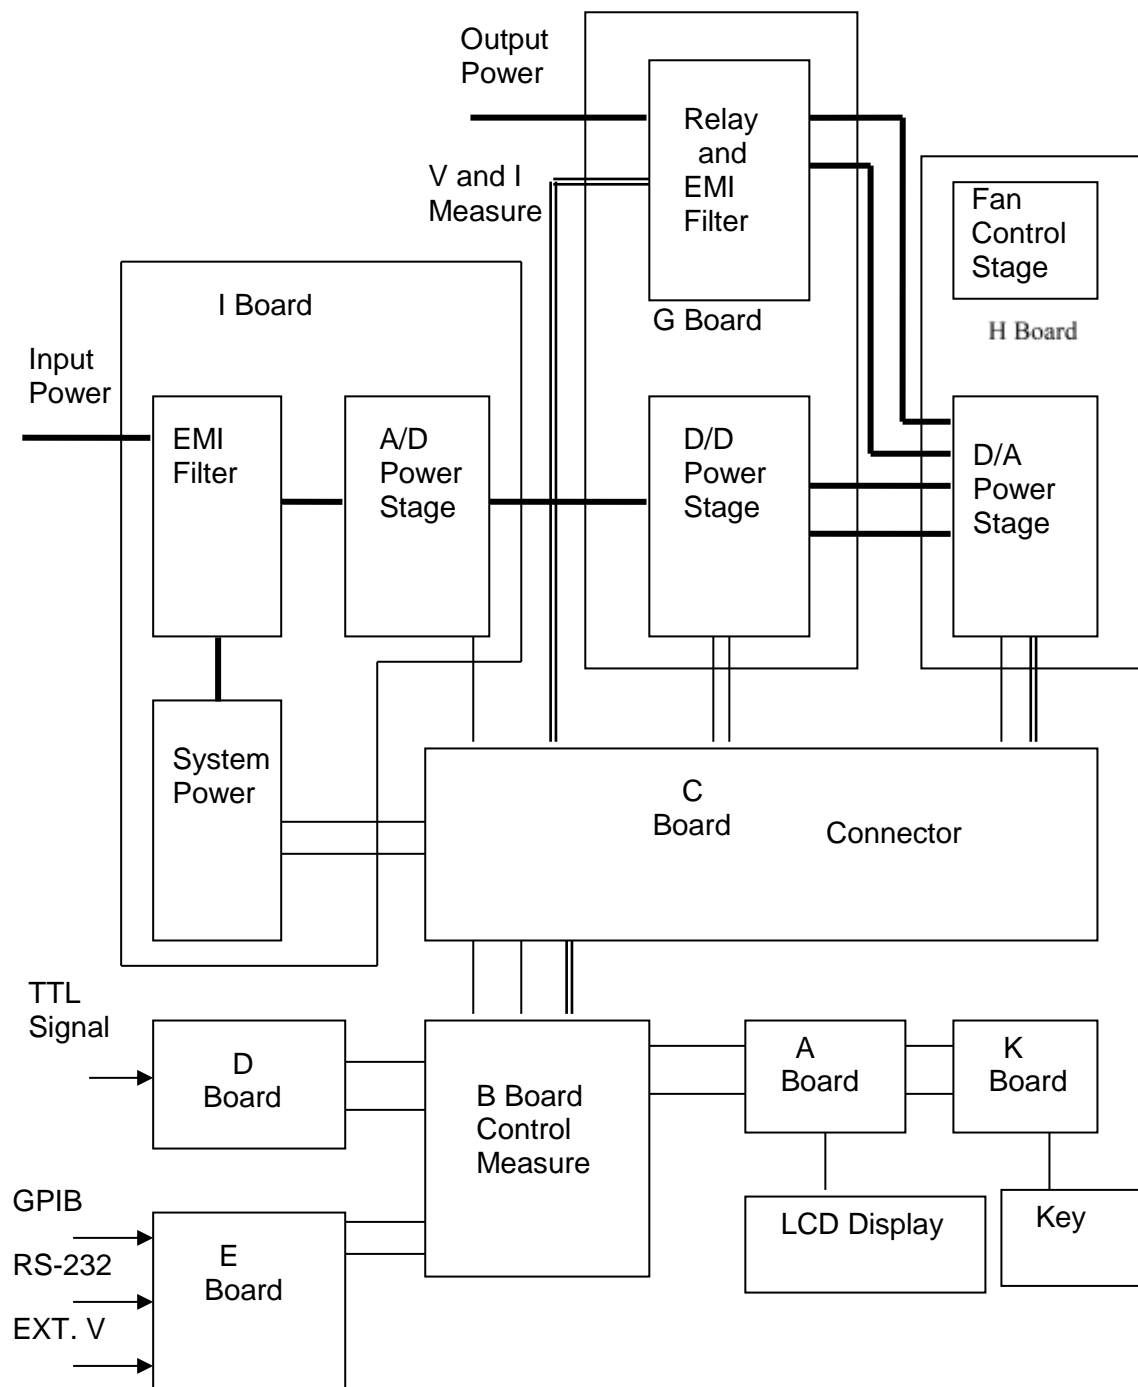 Output
Power
Relay
and
EMI
Filter
V and I
Measure
Fan
Control
Stage
I Board
G Board
H Board
Input
Power
EMI
Filter
A/D
Power
Stage
D/D
Power
Stage
D/A
Power
Stage
System
Power
C
Board
Connector
TTL
Signal
D
Board
B Board
Control
Measure
A
Board
K
Board
GPIB
RS-232
EXT. V
E
Board
LCD Display
Key